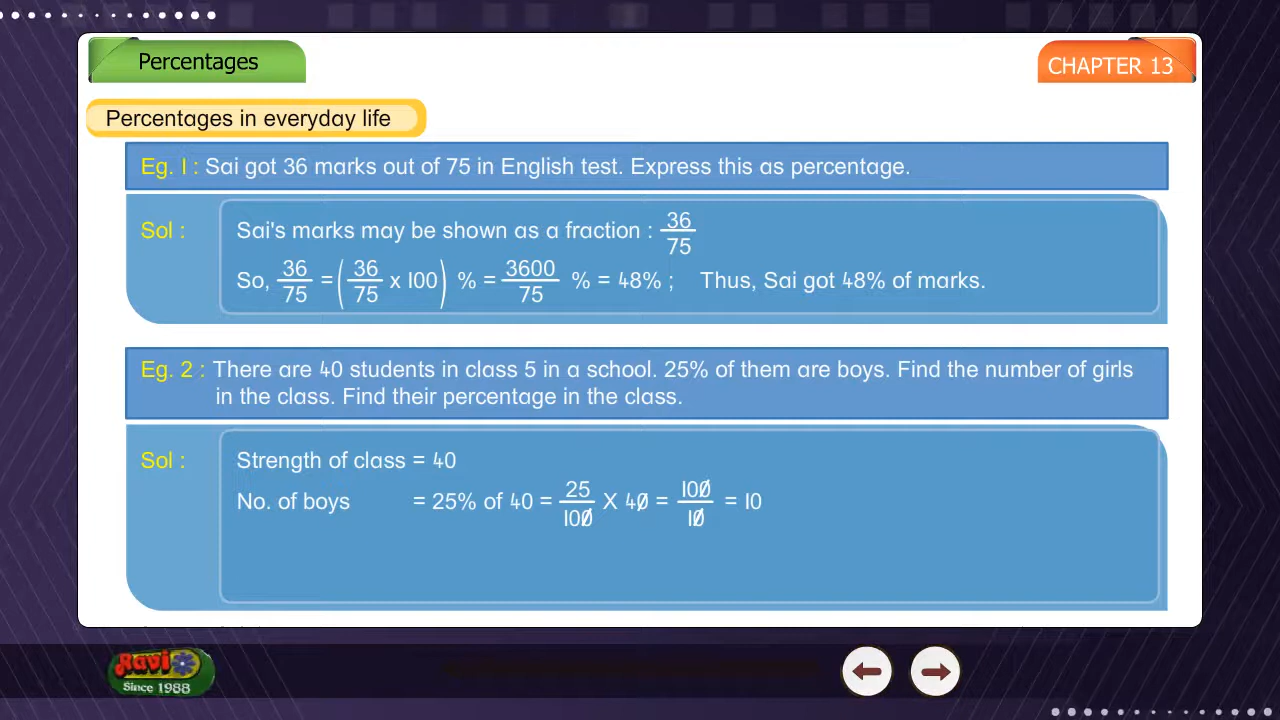 Percentages
CHAPTER 13
Percentages in everyday life
Eg. 1 : Sai got 36 marks out of 75 in English test. Express this as percentage.
Sol : Sai's marks may be shown as a fraction : 36/75
So, 36/75 = (36/75 x 100) % = 3600/75 % = 48% ; Thus, Sai got 48% of marks.
Eg. 2 : There are 40 students in class 5 in a school. 25% of them are boys. Find the number of girls
in the class. Find their percentage in the class.
Sol : Strength of class = 40
No. of boys = 25% of 40 = 25/100 X 40 = 100/10 = 10
Ravi
Since 1988